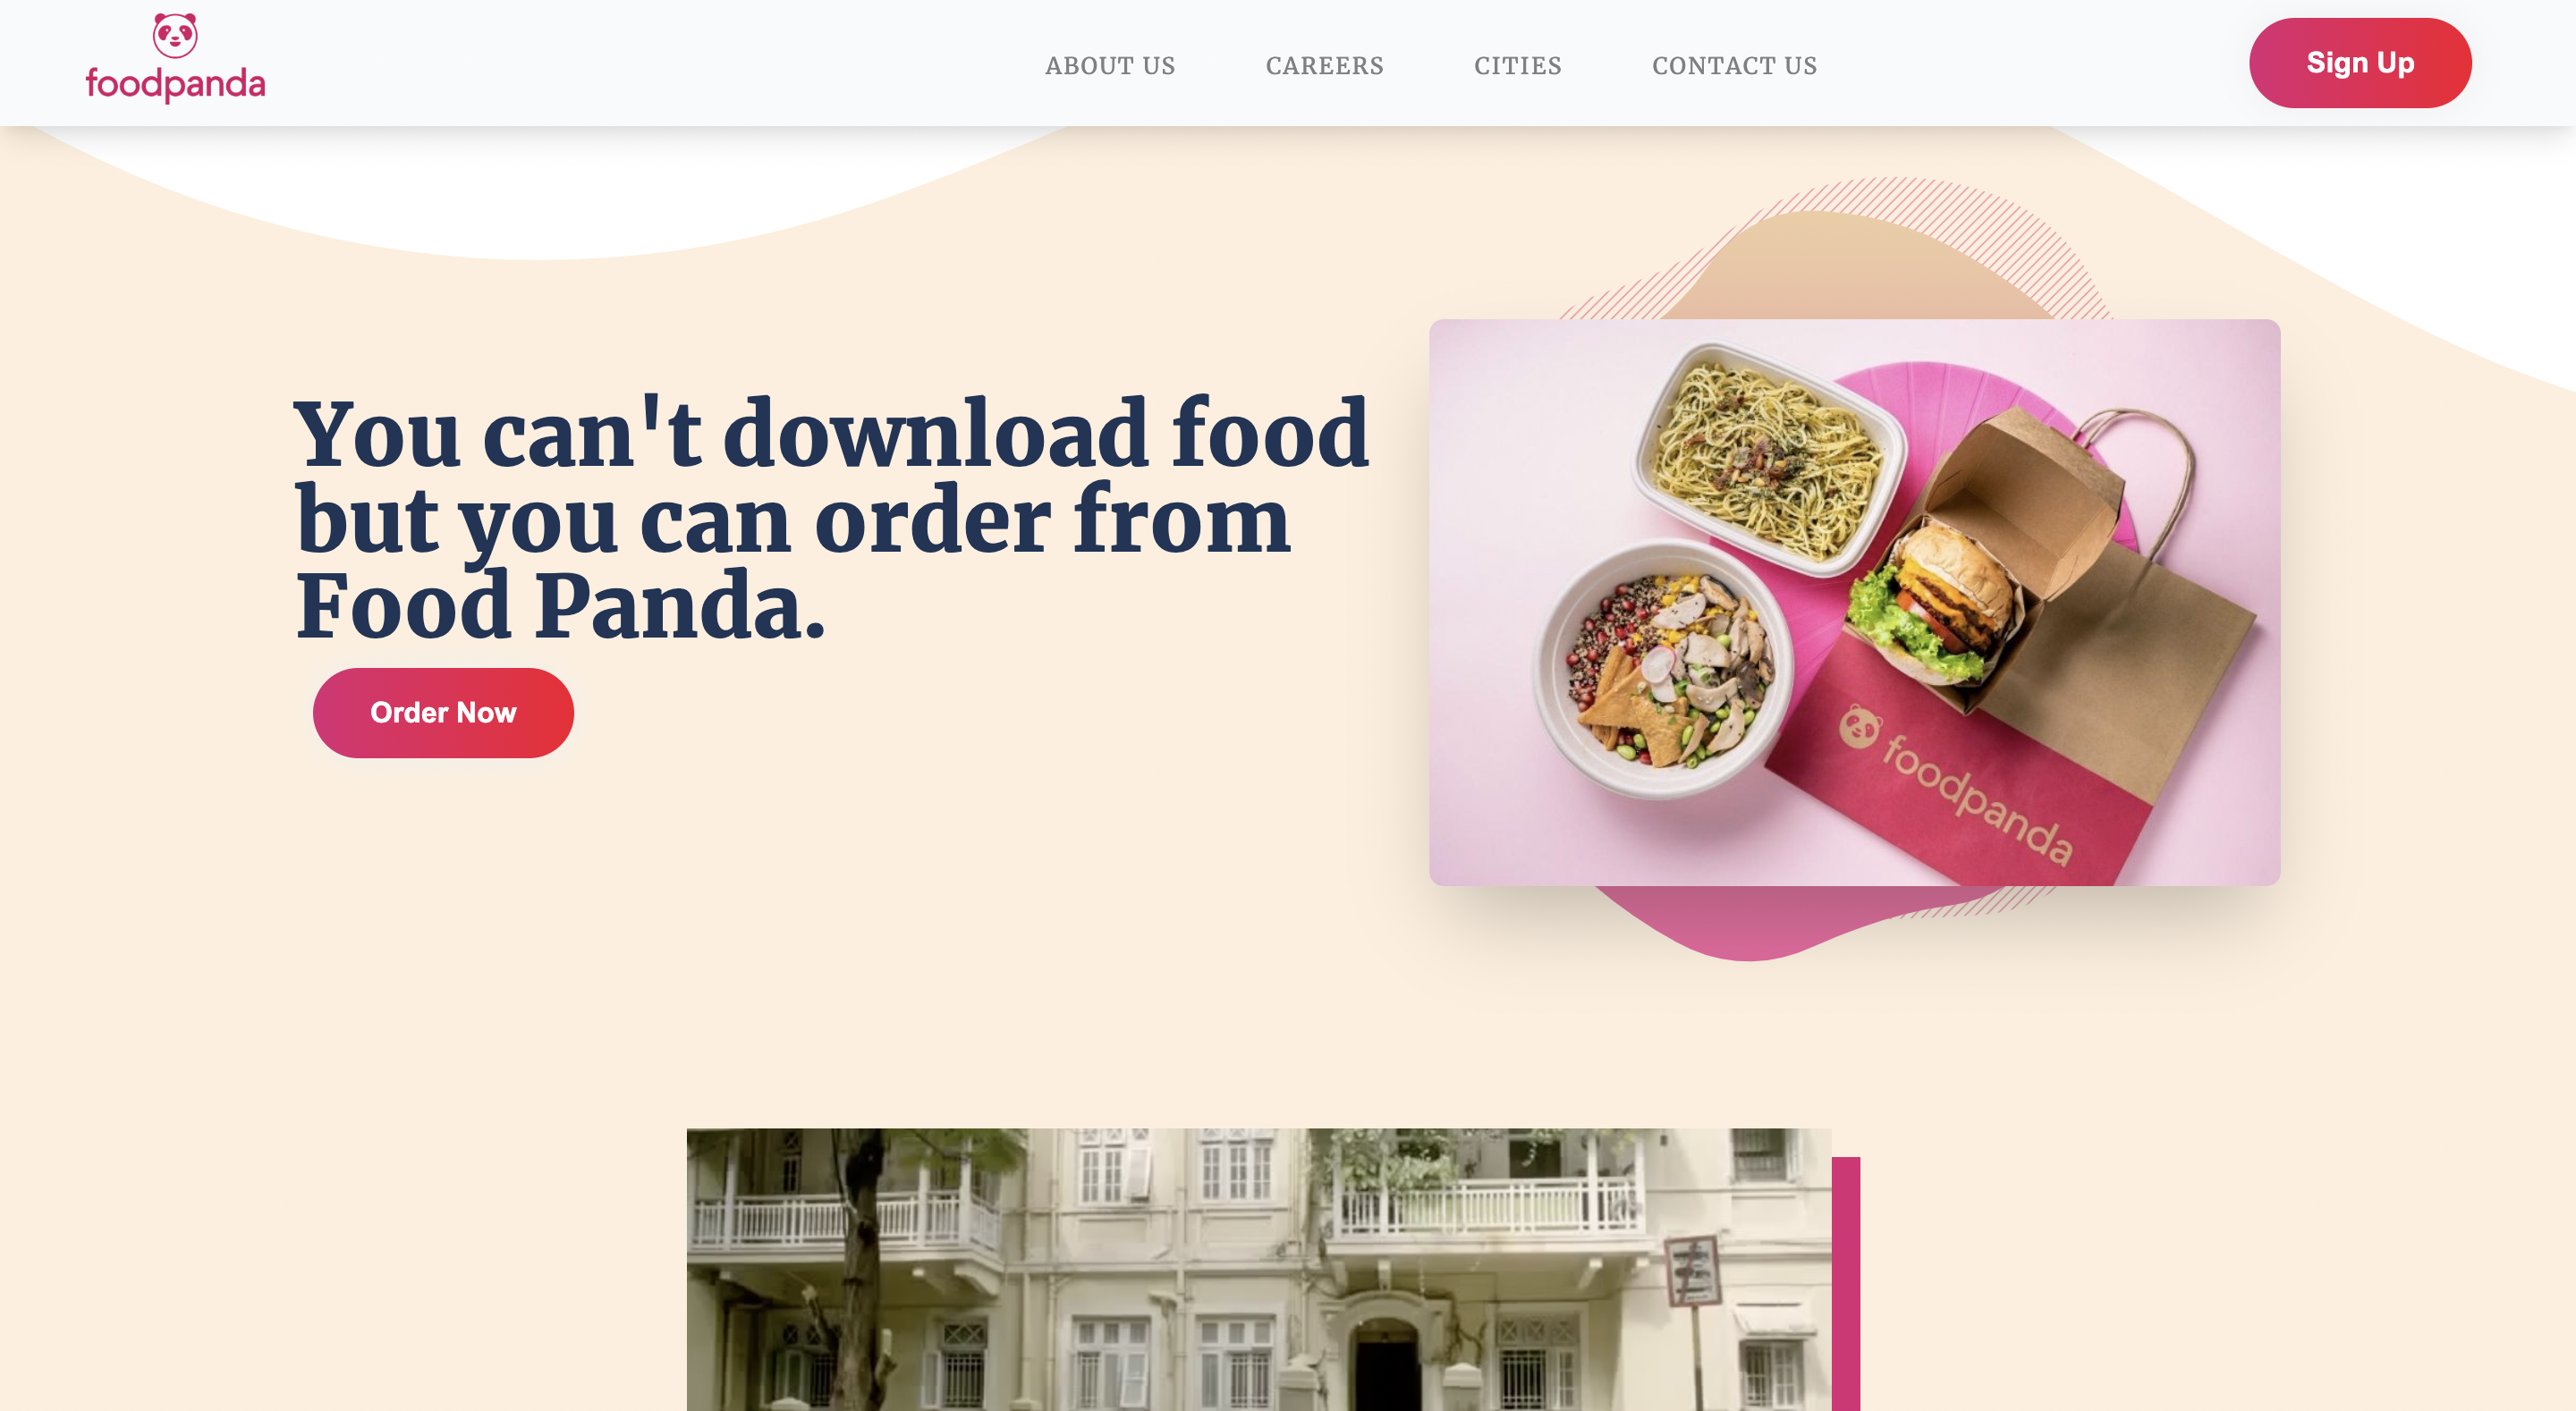 foodpanda
ABOUT US
CAREERS
CITIES
CONTACT US
Sign Up
You can't download food
but you can order from
Food Panda.
Order Now
foodpanda